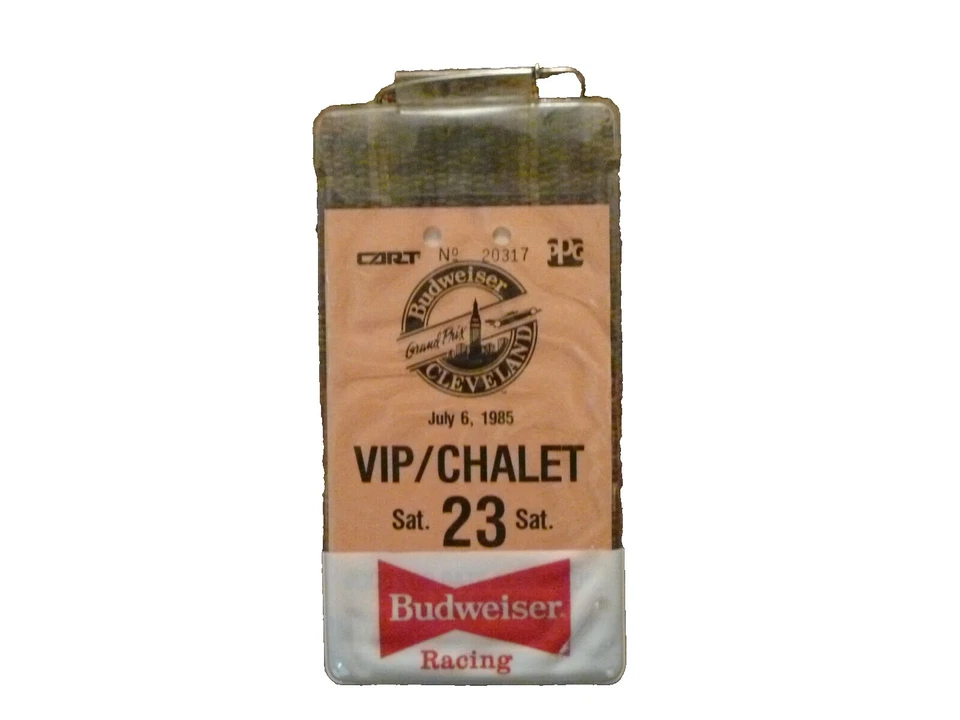 CART Nº 20317 PPG
Budweiser
Grand Prix
CLEVELAND
July 6, 1985
VIP/CHALET
Sat. 23 Sat.
Budweiser
Racing